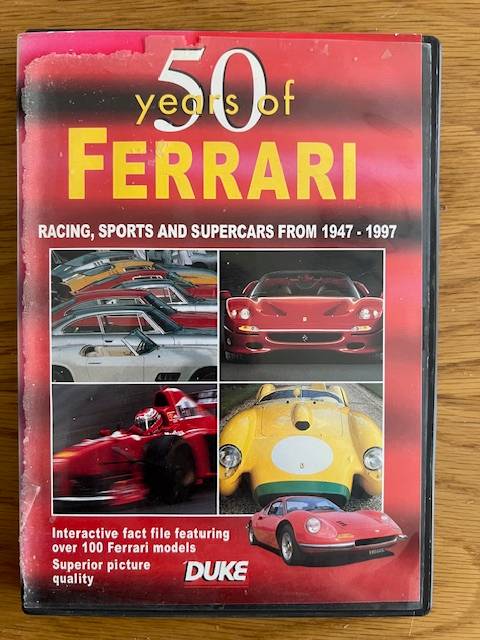 50
years of
FERRARI
RACING, SPORTS AND SUPERCARS FROM 1947 - 1997
Interactive fact file featuring
over 100 Ferrari models
Superior picture
quality
DUKE